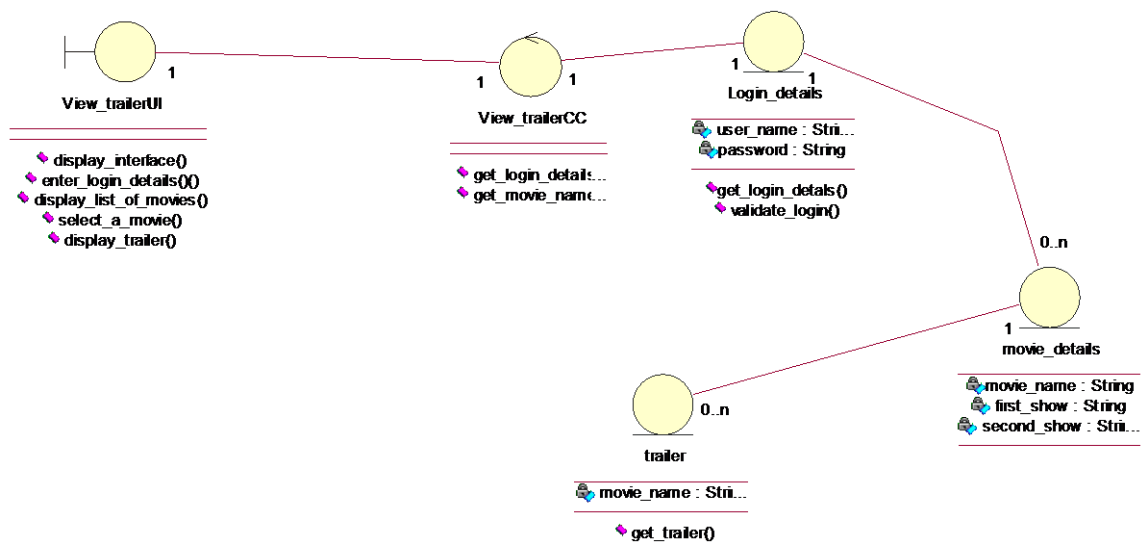 1
View_trailerUI
display_interface()
enter_login_details()()
display_list_of_movies()
select_a_movie()
display_trailer()
1
1
View_trailerCC
get_login_details...
get_movie_name...
1
1
Login_details
user_name : Stri...
password : String
get_login_detals()
validate_login()
0..n
1
movie_details
movie_name : String
first_show : String
second_show : Stri...
0..n
trailer
movie_name : Stri...
get_trailer()